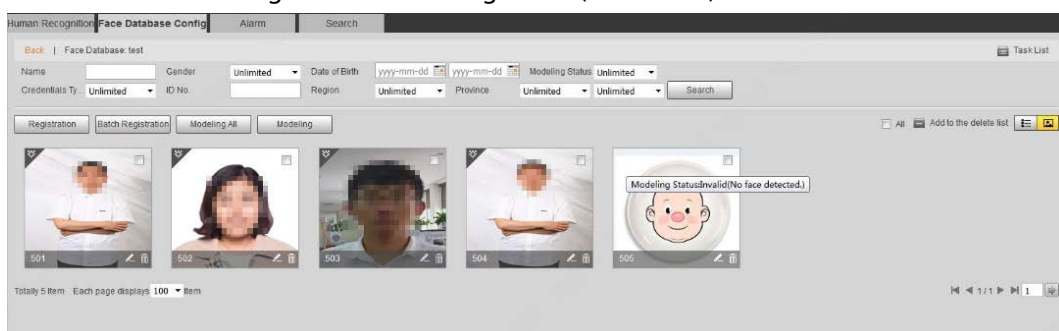 Human Recognition Face Database Config Alarm Search
Back | Face Database: test Task List
Name Gender Unlimited Date of Birth yyyy-mm-dd yyyy-mm-dd Modeling Status Unlimited
Credentials Ty... Unlimited ID No. Region Unlimited Province Unlimited Unlimited Search
Registration Batch Registration Modeling All Modeling All Add to the delete list
Modeling Status:Invalid(No face detected.)
501 502 503 504 505
Totally 5 Item Each page displays 100 Item 1/1 1